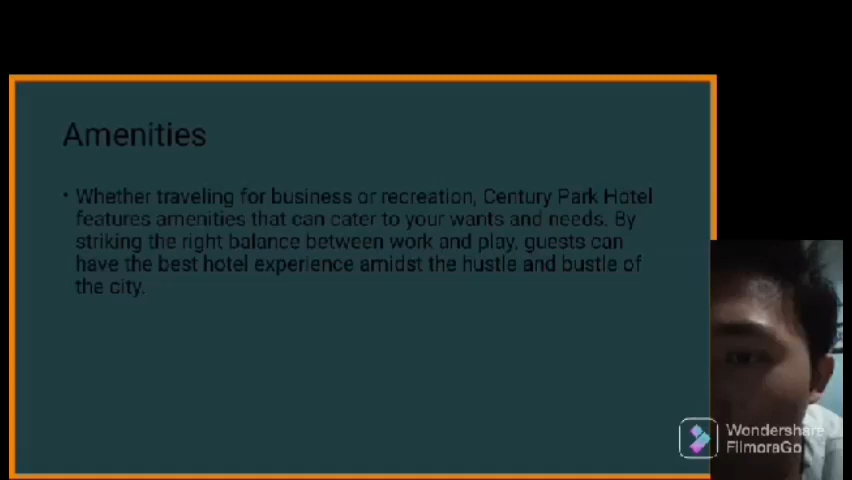 Amenities
• Whether traveling for business or recreation, Century Park Hotel
features amenities that can cater to your wants and needs. By
striking the right balance between work and play, guests can
have the best hotel experience amidst the hustle and bustle of
the city.
Wondershare
FilmoraGo